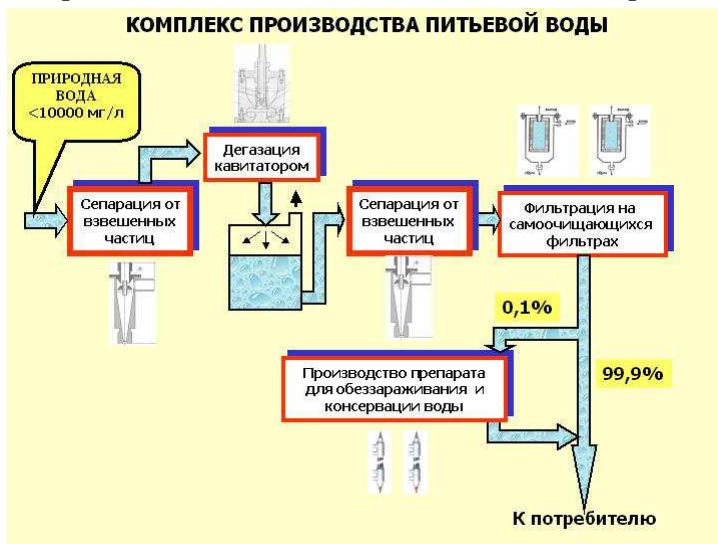 КОМПЛЕКС ПРОИЗВОДСТВА ПИТЬЕВОЙ ВОДЫ
ПРИРОДНАЯ
ВОДА
<10000 мг/л
Дегазация
кавитатором
Сепарация от
взвешенных
частиц
Сепарация от
взвешенных
частиц
Фильтрация на
самоочищающихся
фильтрах
0,1%
99,9%
Производство препарата
для обеззараживания и
консервации воды
К потребителю